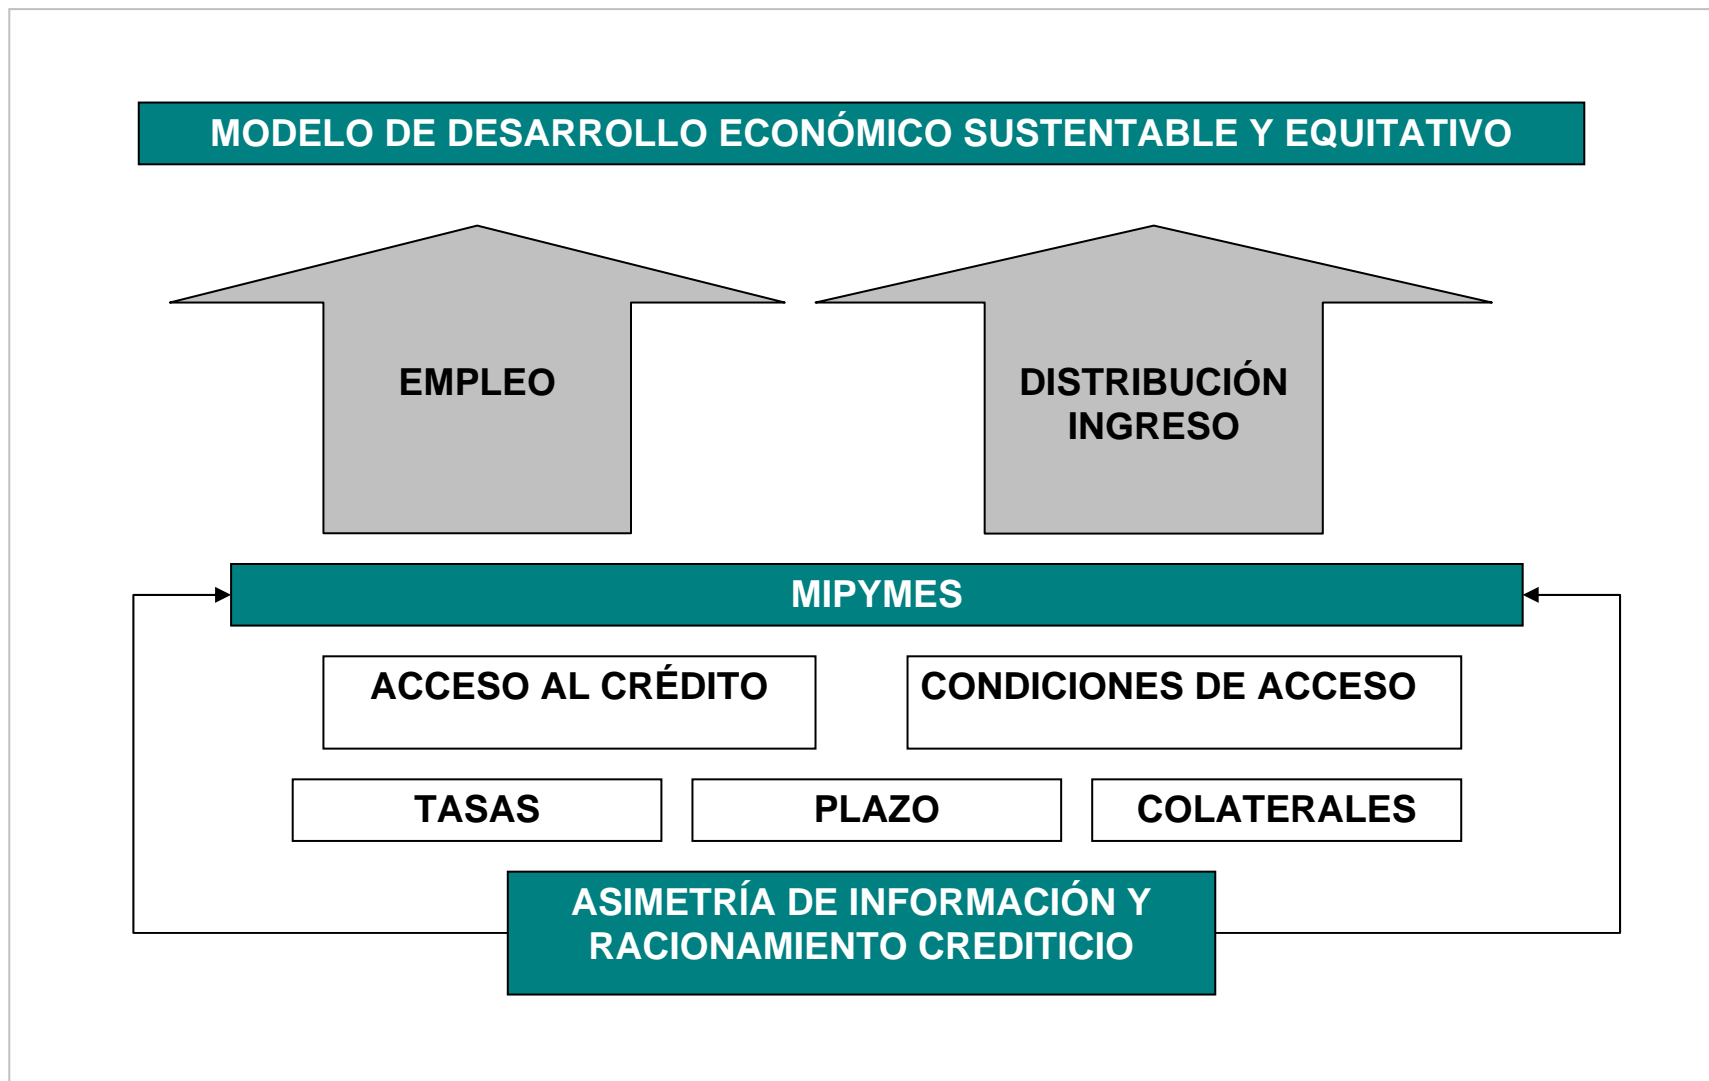 MODELO DE DESARROLLO ECONÓMICO SUSTENTABLE Y EQUITATIVO
EMPLEO
DISTRIBUCIÓN
INGRESO
MIPYMES
ACCESO AL CRÉDITO
CONDICIONES DE ACCESO
TASAS
PLAZO
COLATERALES
ASIMETRÍA DE INFORMACIÓN Y
RACIONAMIENTO CREDITICIO